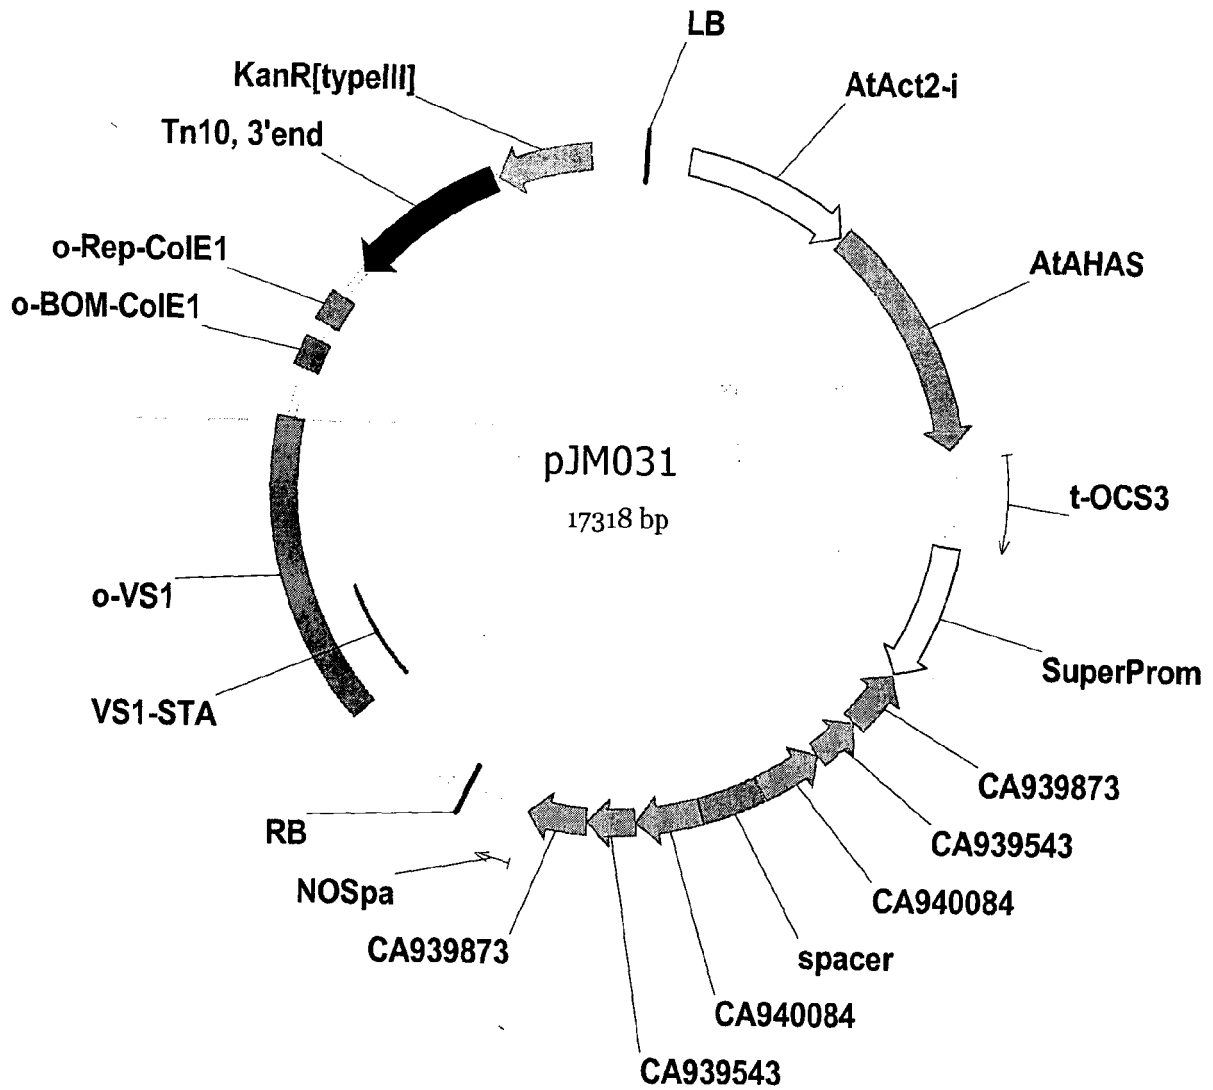 LB
KanR[typeIII]
AtAct2-i
Tn10, 3'end
o-Rep-ColE1
AtAHAS
o-BOM-ColE1
pJM031
17318 bp
t-OCS3
o-VS1
SuperProm
VS1-STA
CA939873
RB
CA939543
NOSpa
CA940084
CA939873
spacer
CA940084
CA939543